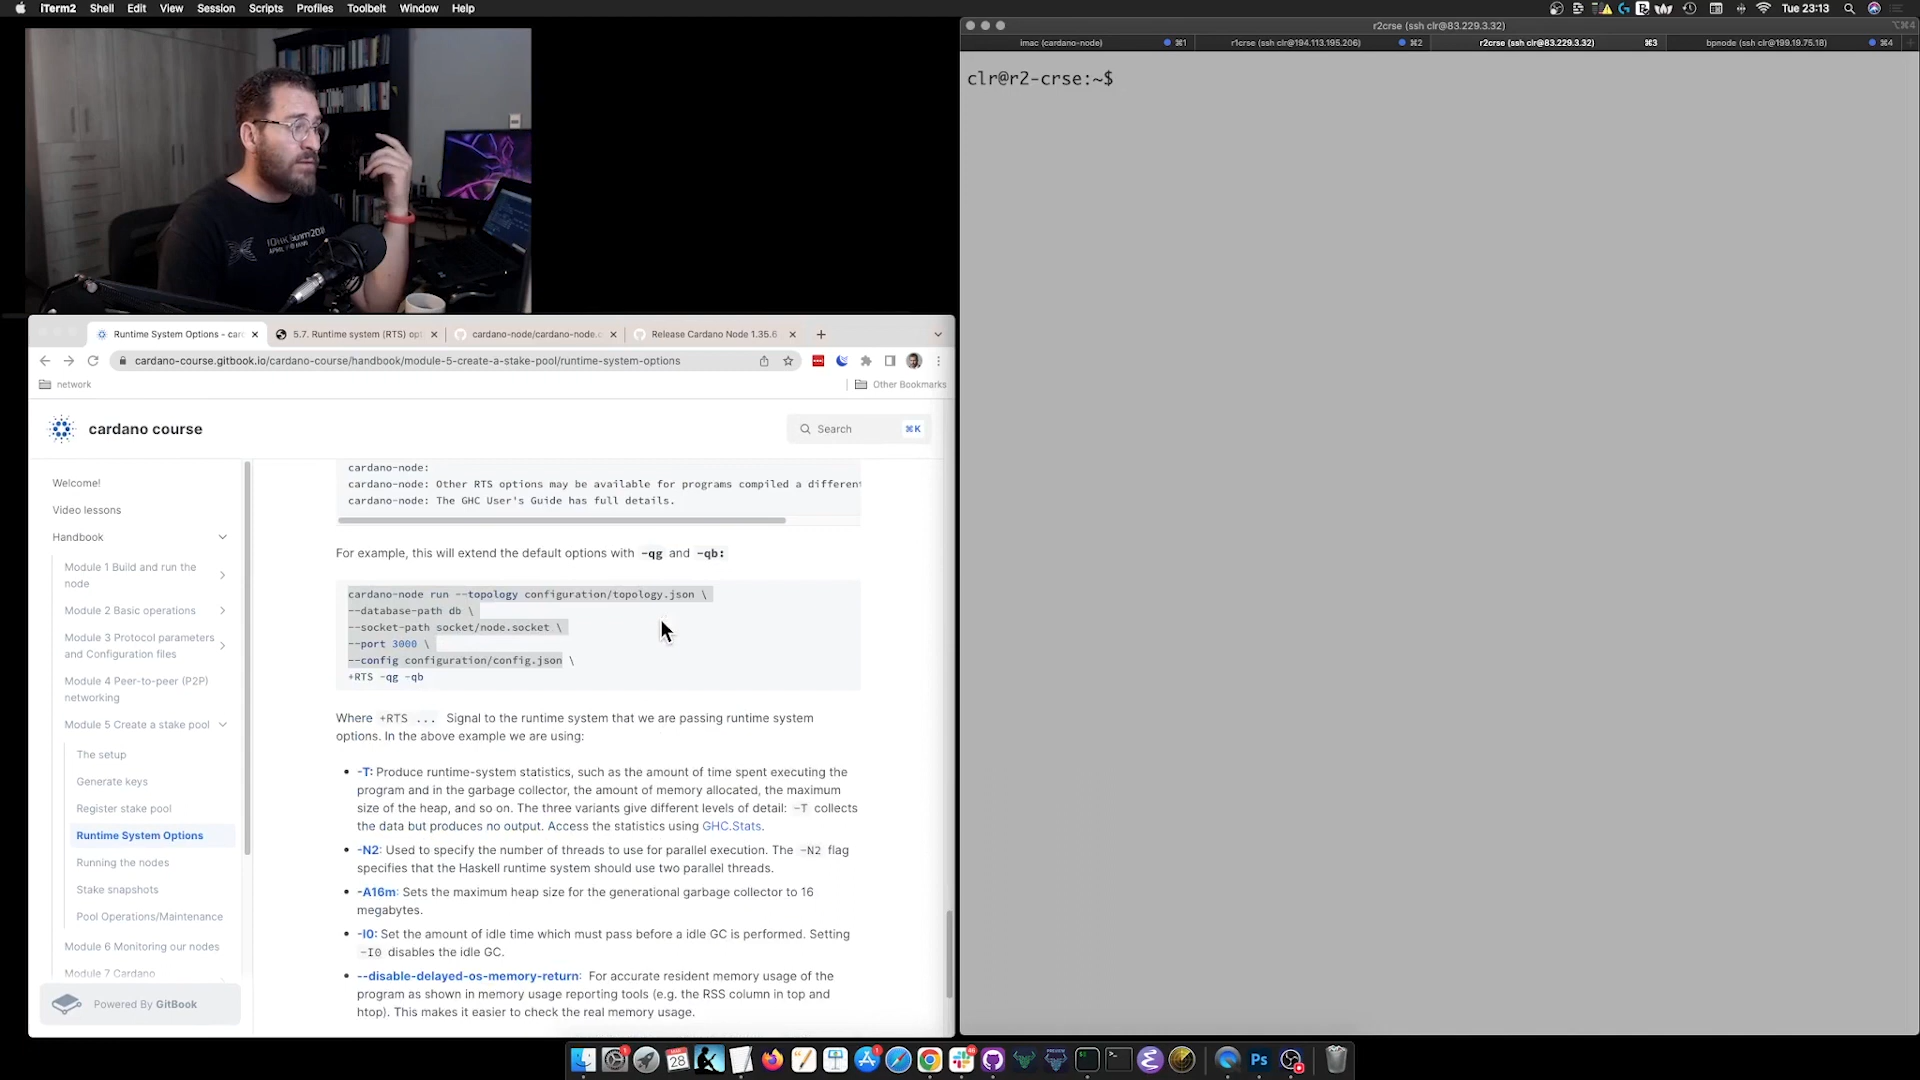 iTerm2 Shell Edit View Session Scripts Profiles Toolbelt Window Help
Tue 23:13
r2crse (ssh clr@83.229.3.32)
⌥⌘4
imac (cardano-node) ⌘1
r1crse (ssh clr@194.113.195.206) ⌘2
r2crse (ssh clr@83.229.3.32) ⌘3
bpnode (ssh clr@199.19.75.18) ⌘4
clr@r2-crse:~$
Runtime System Options - car
5.7. Runtime system (RTS) opt
cardano-node/cardano-node.c
Release Cardano Node 1.35.6
cardano-course.gitbook.io/cardano-course/handbook/module-5-create-a-stake-pool/runtime-system-options
network
Other Bookmarks
cardano course
Search ⌘K
Welcome!
Video lessons
Handbook
Module 1 Build and run the
node
Module 2 Basic operations
Module 3 Protocol parameters
and Configuration files
Module 4 Peer-to-peer (P2P)
networking
Module 5 Create a stake pool
The setup
Generate keys
Register stake pool
Runtime System Options
Running the nodes
Stake snapshots
Pool Operations/Maintenance
Module 6 Monitoring our nodes
Module 7 Cardano
Powered By GitBook
cardano-node:
cardano-node: Other RTS options may be available for programs compiled a different
cardano-node: The GHC User's Guide has full details.
For example, this will extend the default options with -qg and -qb:
cardano-node run --topology configuration/topology.json \
--database-path db \
--socket-path socket/node.socket \
--port 3000 \
--config configuration/config.json \
+RTS -qg -qb
Where +RTS ... Signal to the runtime system that we are passing runtime system
options. In the above example we are using:
-T: Produce runtime-system statistics, such as the amount of time spent executing the
program and in the garbage collector, the amount of memory allocated, the maximum
size of the heap, and so on. The three variants give different levels of detail: -T collects
the data but produces no output. Access the statistics using GHC.Stats.
-N2: Used to specify the number of threads to use for parallel execution. The -N2 flag
specifies that the Haskell runtime system should use two parallel threads.
-A16m: Sets the maximum heap size for the generational garbage collector to 16
megabytes.
-I0: Set the amount of idle time which must pass before a idle GC is performed. Setting
-I0 disables the idle GC.
--disable-delayed-os-memory-return: For accurate resident memory usage of the
program as shown in memory usage reporting tools (e.g. the RSS column in top and
htop). This makes it easier to check the real memory usage.